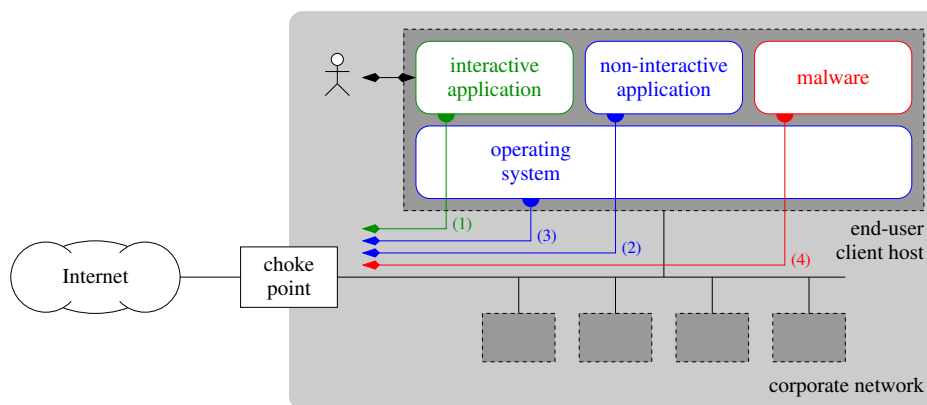 interactive
application
non-interactive
application
malware
operating
system
(1)
(3)
(2)
(4)
end-user
client host
Internet
choke
point
corporate network